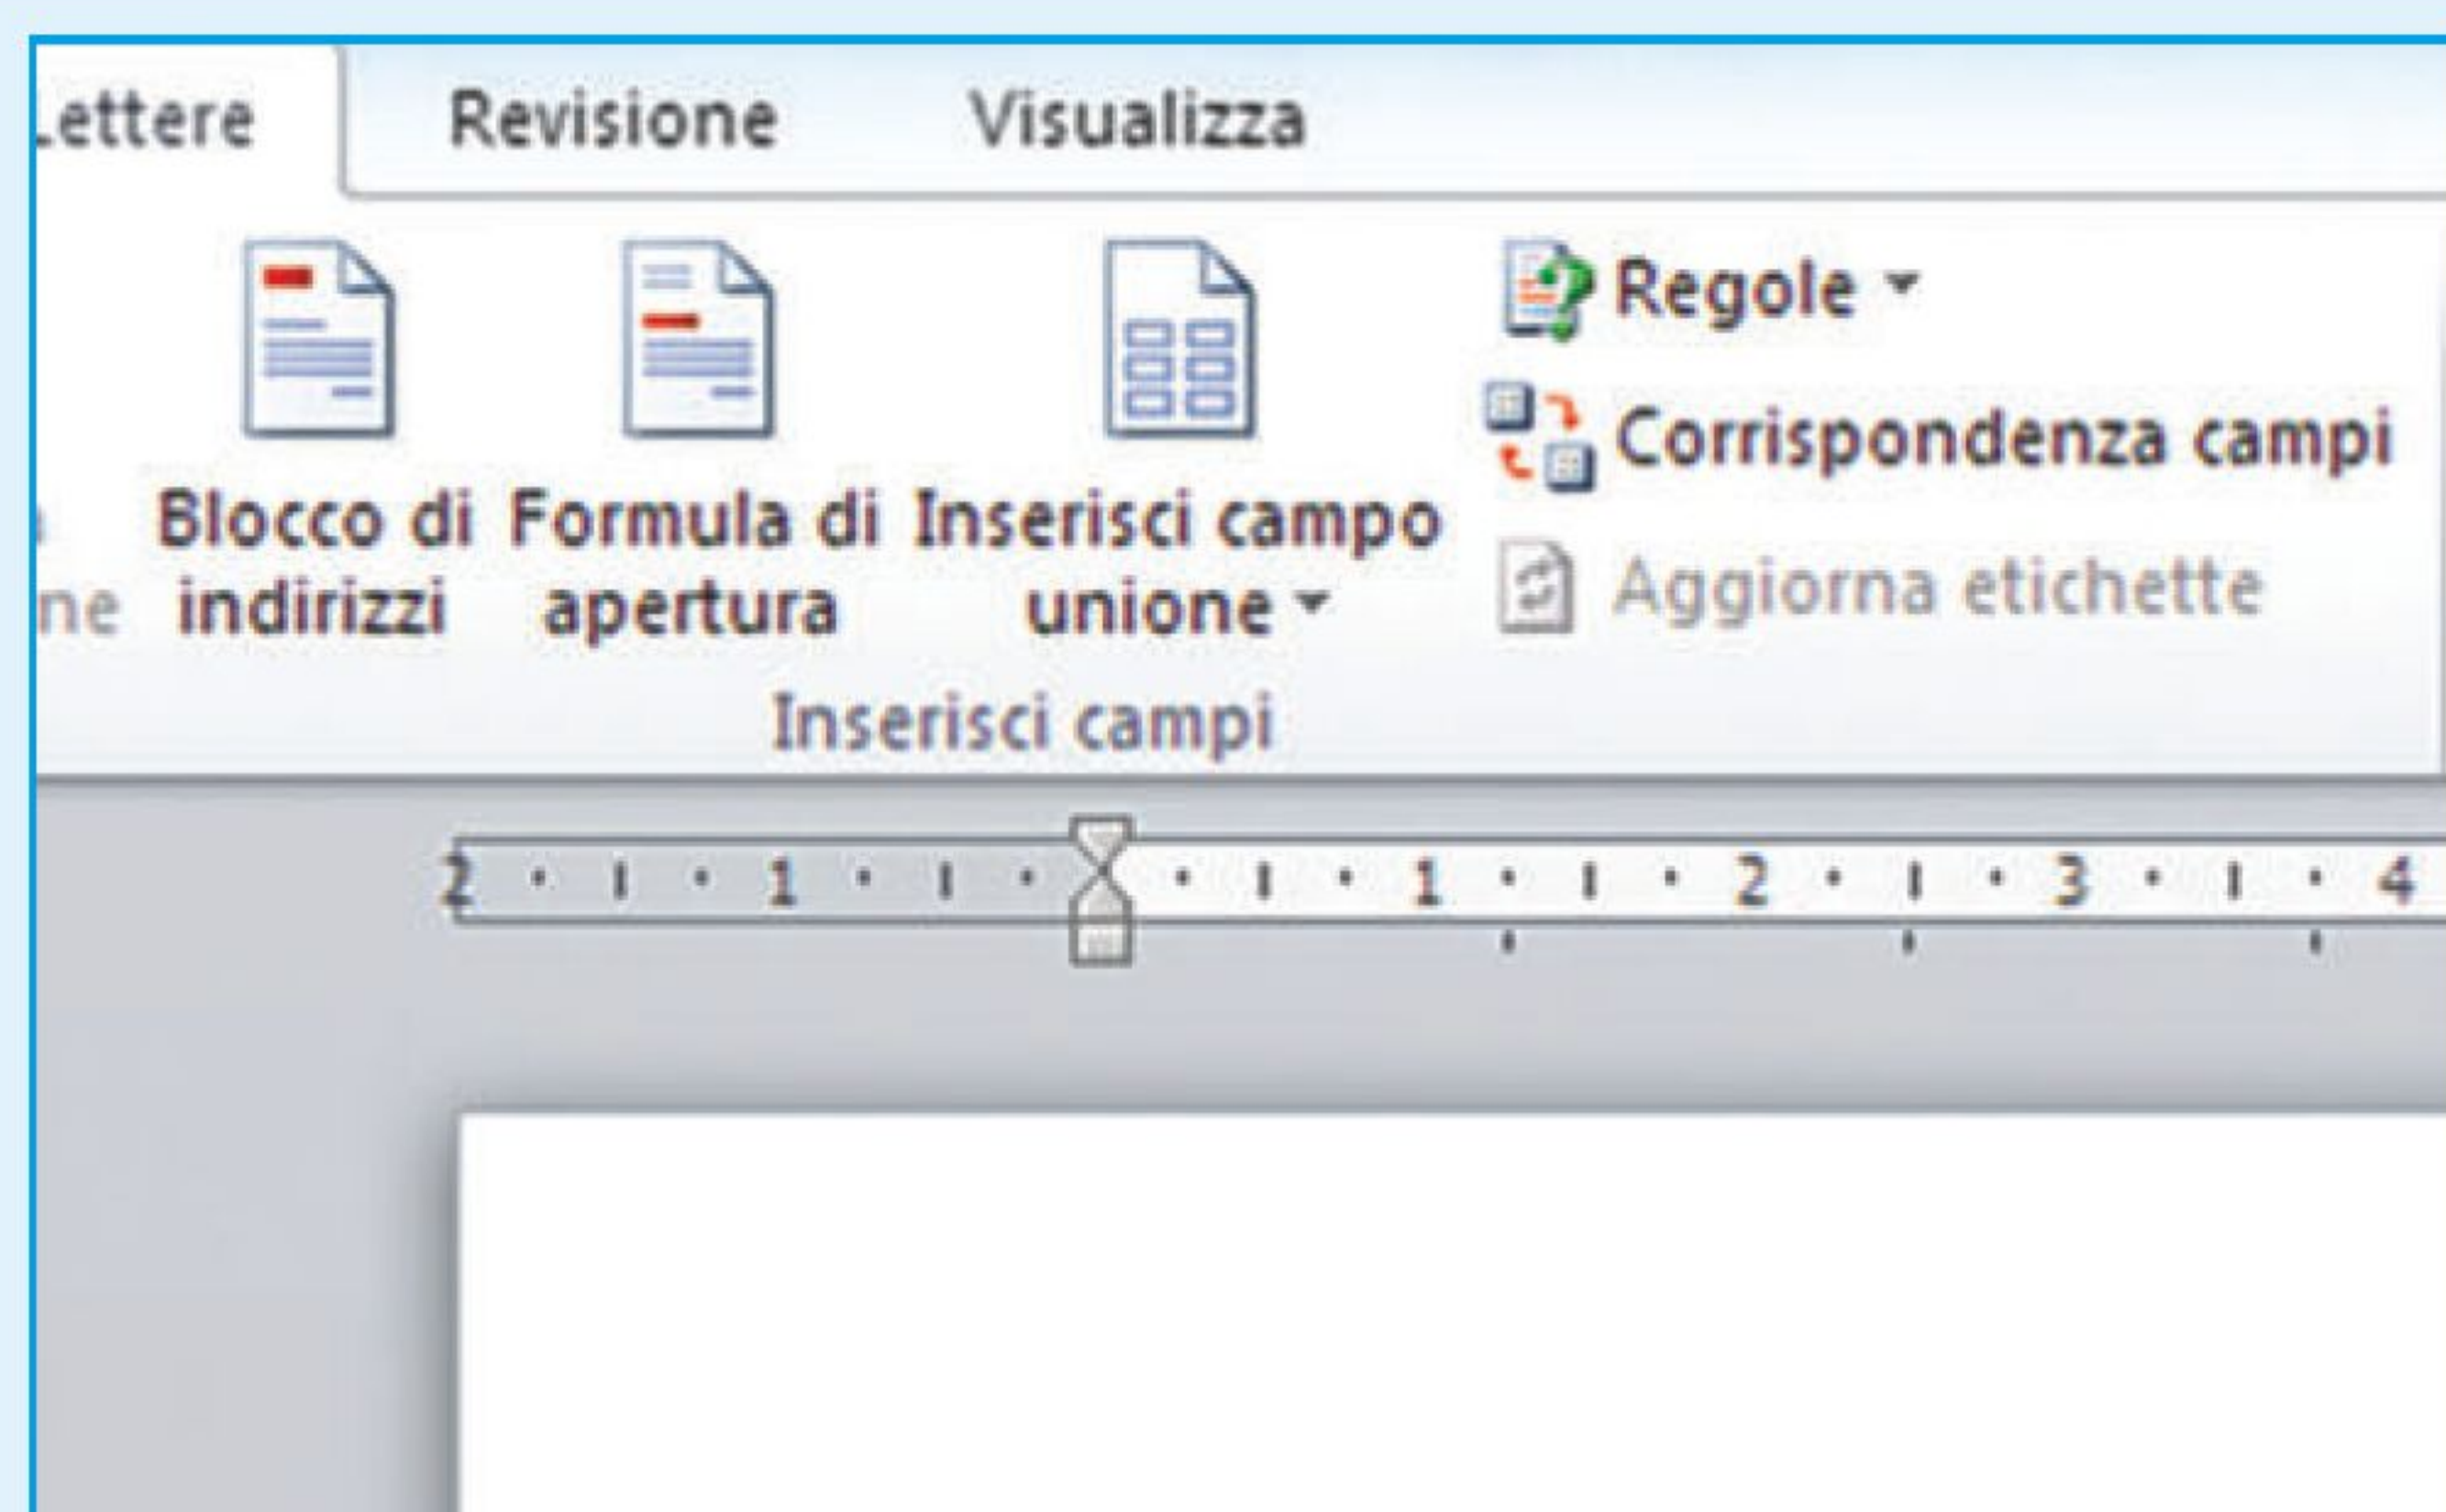 Lettere Revisione Visualizza
Regole
Corrispondenza campi
Aggiorna etichette
Blocco di Formula di Inserisci campo
ne indirizzi apertura unione
Inserisci campi
2 1 1 2 3 4